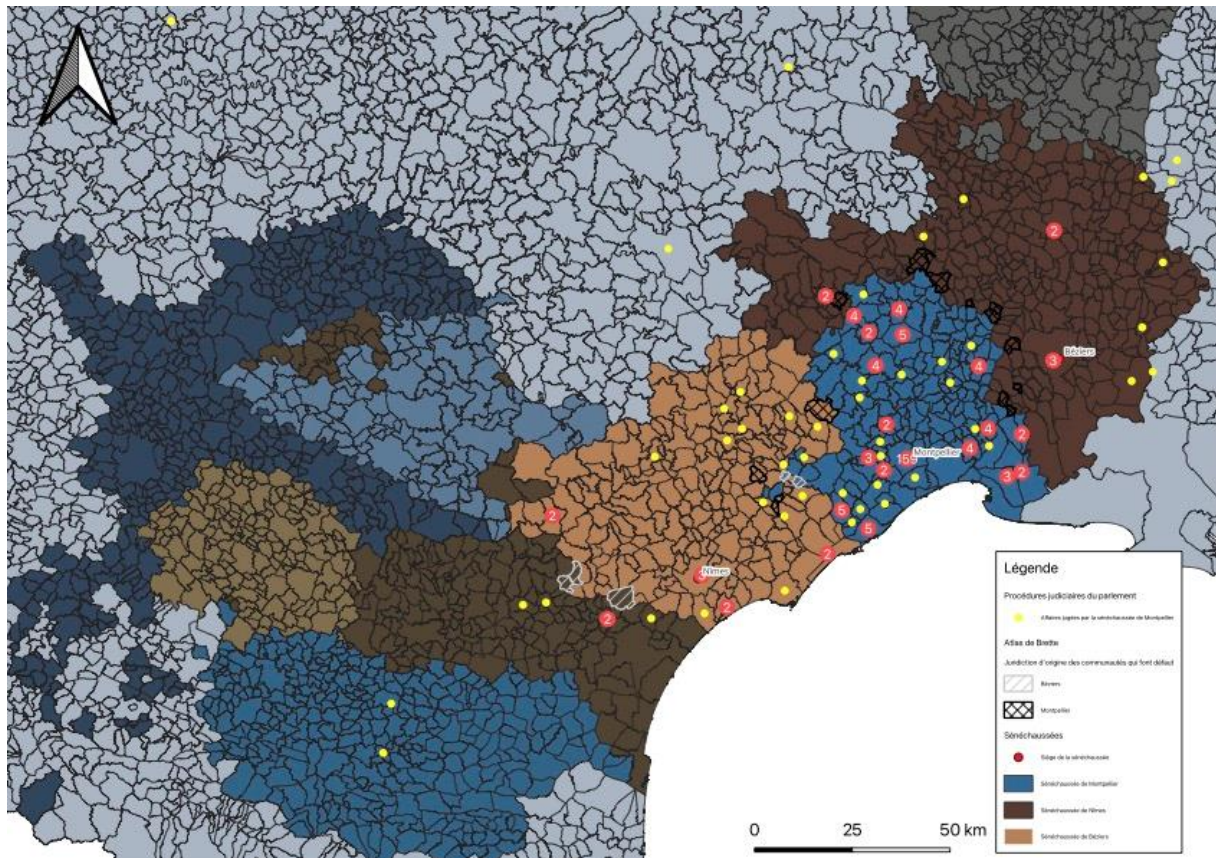 2
2
4
4
2
5
4
4
Béziers
3
2
4
2
4
3
159
Montpellier
2
3
2
5
5
2
2
Nîmes
2
2
Légende
Procédures judiciaires du parlement
Affaires jugées par la sénéchaussée de Montpellier
Atlas de Brette
Juridiction d'origine des communautés qui font défaut
Béziers
Montpellier
Sénéchaussées
Siège de la sénéchaussée
Sénéchaussée de Montpellier
Sénéchaussée de Nîmes
Sénéchaussée de Béziers
0 25 50 km